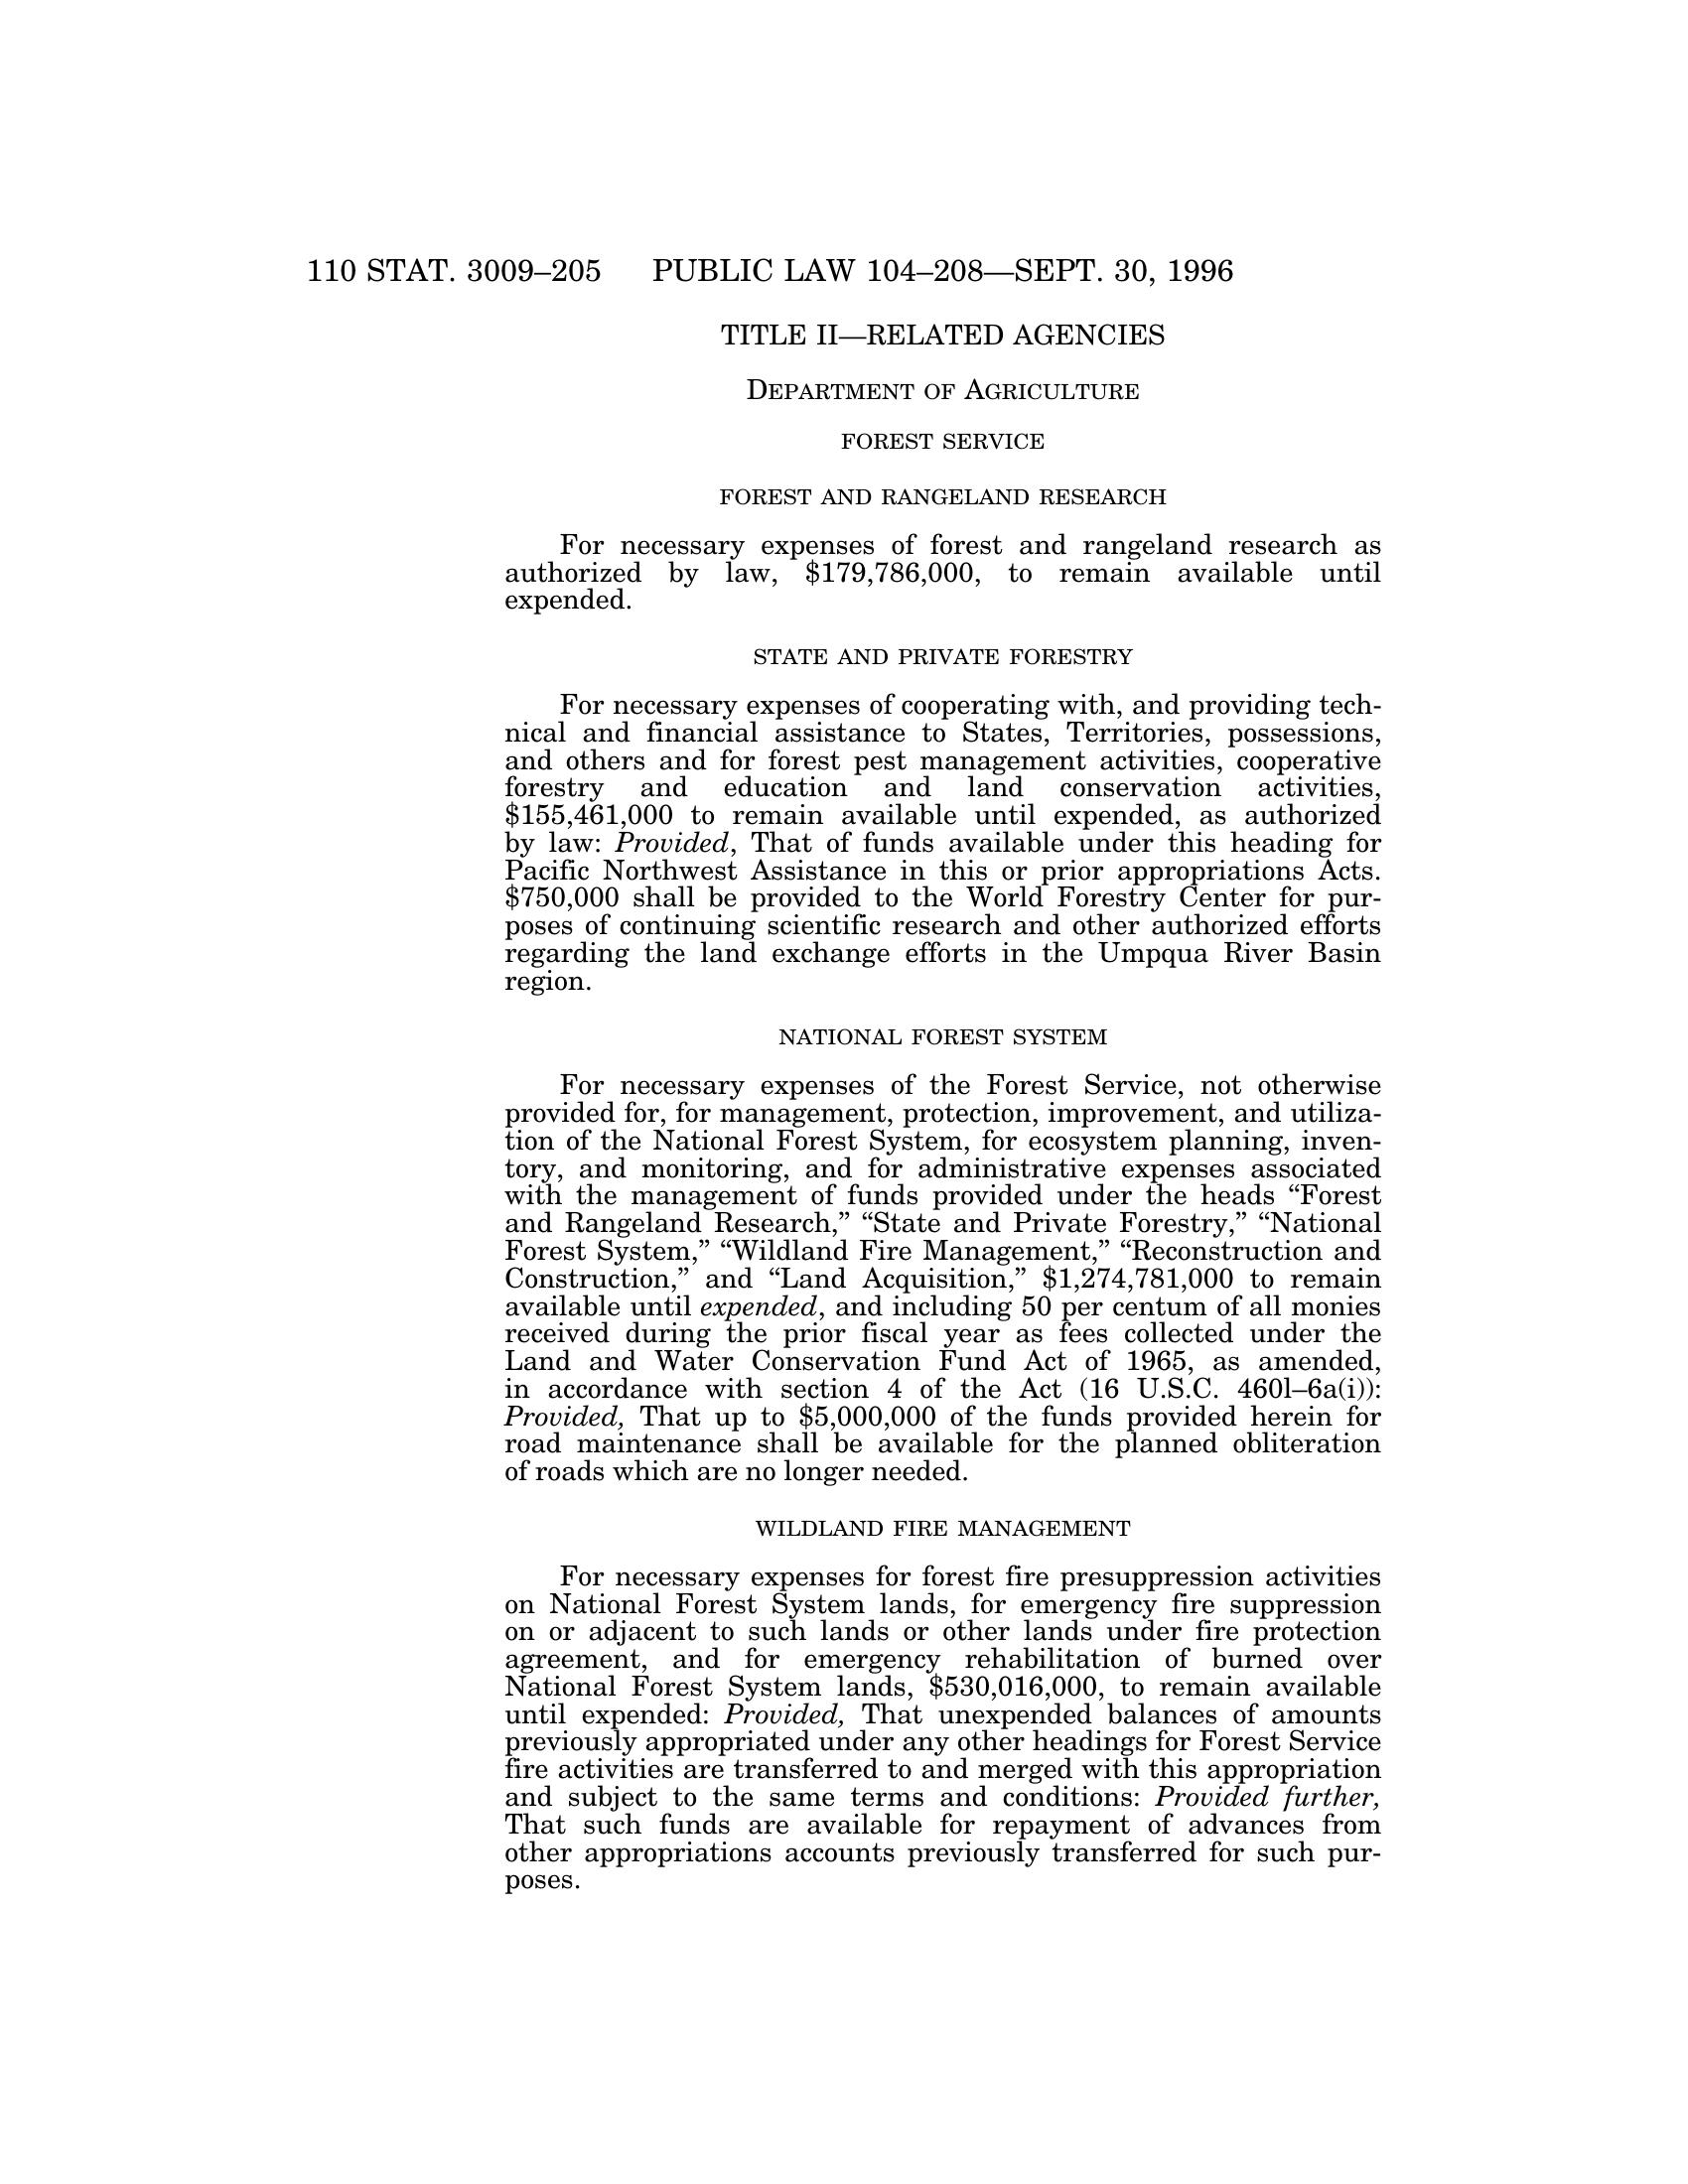 110 STAT. 3009–205 PUBLIC LAW 104–208—SEPT. 30, 1996
TITLE II—RELATED AGENCIES
DEPARTMENT OF AGRICULTURE
FOREST SERVICE
FOREST AND RANGELAND RESEARCH
For necessary expenses of forest and rangeland research as
authorized by law, $179,786,000, to remain available until
expended.
STATE AND PRIVATE FORESTRY
For necessary expenses of cooperating with, and providing tech-
nical and financial assistance to States, Territories, possessions,
and others and for forest pest management activities, cooperative
forestry and education and land conservation activities,
$155,461,000 to remain available until expended, as authorized
by law: Provided, That of funds available under this heading for
Pacific Northwest Assistance in this or prior appropriations Acts.
$750,000 shall be provided to the World Forestry Center for pur-
poses of continuing scientific research and other authorized efforts
regarding the land exchange efforts in the Umpqua River Basin
region.
NATIONAL FOREST SYSTEM
For necessary expenses of the Forest Service, not otherwise
provided for, for management, protection, improvement, and utiliza-
tion of the National Forest System, for ecosystem planning, inven-
tory, and monitoring, and for administrative expenses associated
with the management of funds provided under the heads “Forest
and Rangeland Research,” “State and Private Forestry,” “National
Forest System,” “Wildland Fire Management,” “Reconstruction and
Construction,” and “Land Acquisition,” $1,274,781,000 to remain
available until expended, and including 50 per centum of all monies
received during the prior fiscal year as fees collected under the
Land and Water Conservation Fund Act of 1965, as amended,
in accordance with section 4 of the Act (16 U.S.C. 460l–6a(i)):
Provided, That up to $5,000,000 of the funds provided herein for
road maintenance shall be available for the planned obliteration
of roads which are no longer needed.
WILDLAND FIRE MANAGEMENT
For necessary expenses for forest fire presuppression activities
on National Forest System lands, for emergency fire suppression
on or adjacent to such lands or other lands under fire protection
agreement, and for emergency rehabilitation of burned over
National Forest System lands, $530,016,000, to remain available
until expended: Provided, That unexpended balances of amounts
previously appropriated under any other headings for Forest Service
fire activities are transferred to and merged with this appropriation
and subject to the same terms and conditions: Provided further,
That such funds are available for repayment of advances from
other appropriations accounts previously transferred for such pur-
poses.